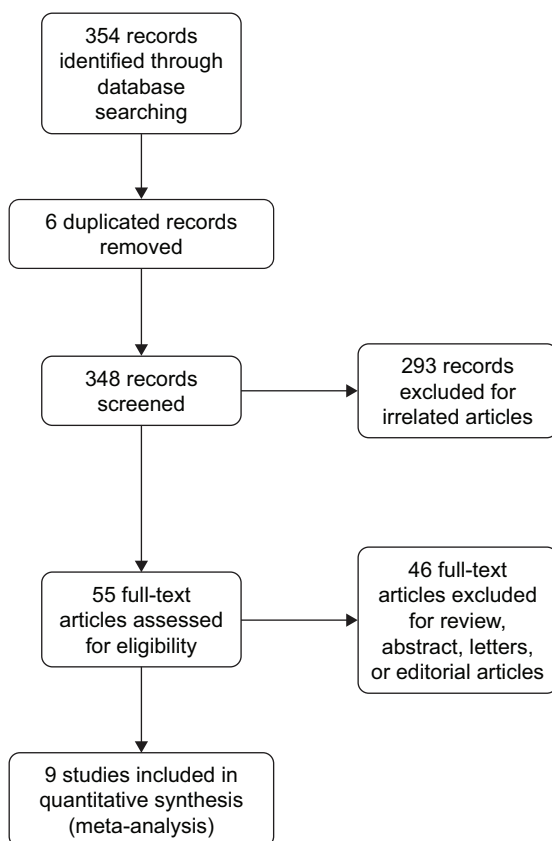 354 records
identified through
database
searching
6 duplicated records
removed
348 records
screened
293 records
excluded for
irrelated articles
55 full-text
articles assessed
for eligibility
46 full-text
articles excluded
for review,
abstract, letters,
or editorial articles
9 studies included in
quantitative synthesis
(meta-analysis)